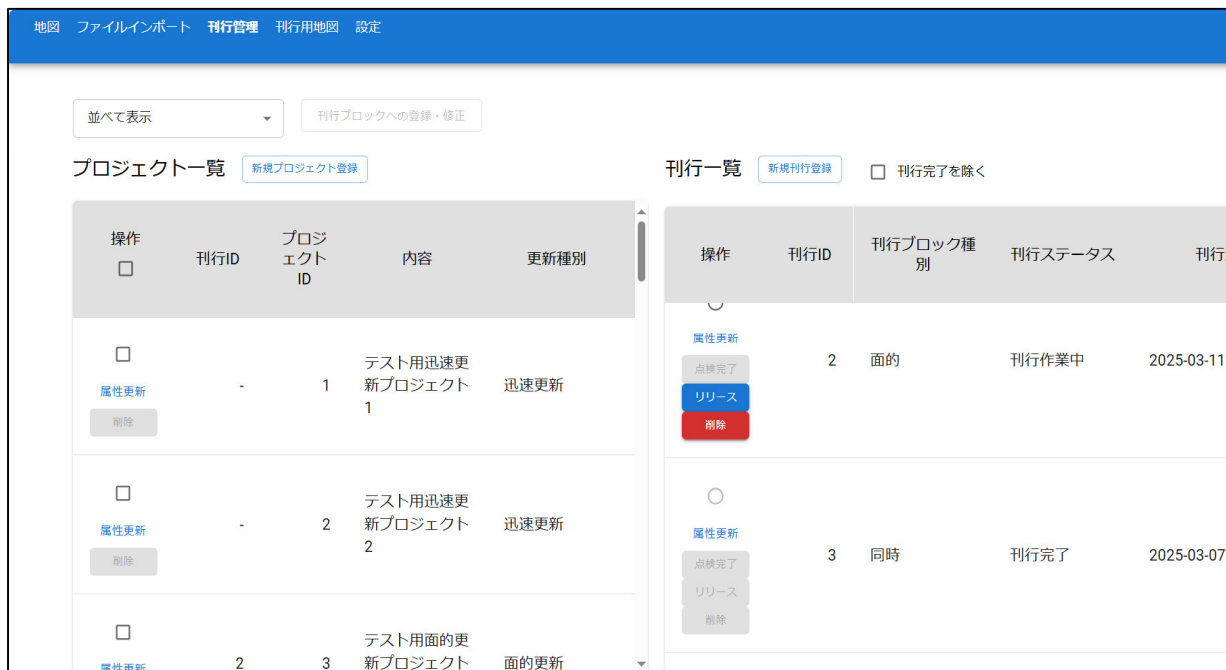 地図 ファイルインポート 刊行管理 刊行用地図 設定
並べて表示 刊行ブロックへの登録・修正
プロジェクト一覧 新規プロジェクト登録
操作 刊行ID プロジ
ェクト
ID 内容 更新種別
属性更新
削除
- 1 テスト用迅速更
新プロジェクト
1
迅速更新
属性更新
削除
- 2 テスト用迅速更
新プロジェクト
2
迅速更新
属性更新
2 3 テスト用面的更
新プロジェクト
面的更新
刊行一覧 新規刊行登録 刊行完了を除く
操作 刊行ID 刊行ブロック種
別 刊行ステータス 刊行
属性更新
点検完了
リリース
削除
2 面的 刊行作業中 2025-03-11
属性更新
点検完了
リリース
削除
3 同時 刊行完了 2025-03-07